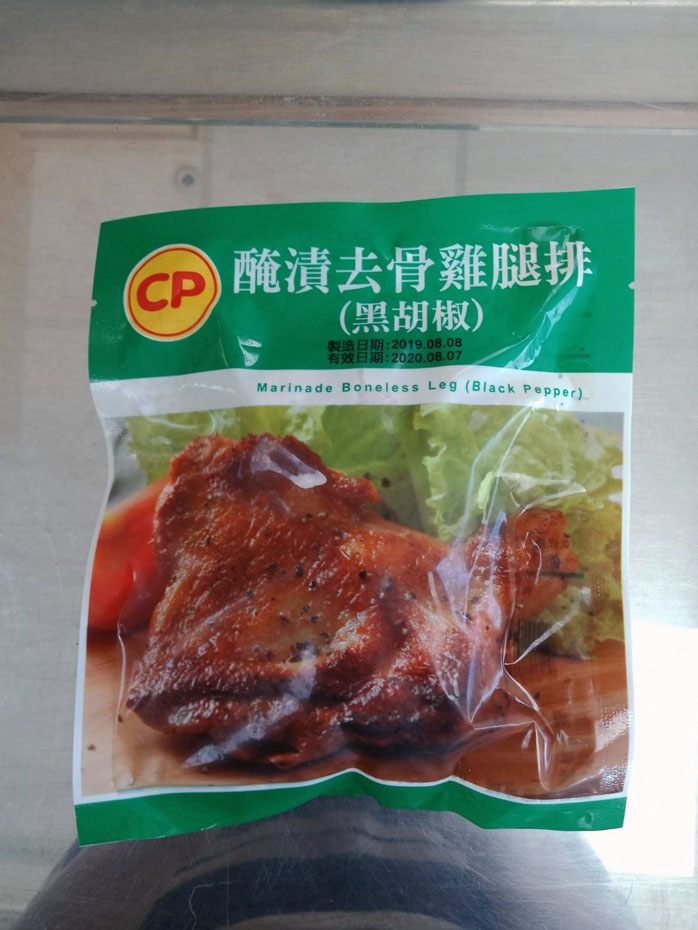 CP
醃漬去骨雞腿排
(黑胡椒)
製造日期:2019.08.08
有效日期:2020.08.07
Marinade Boneless Leg (Black Pepper)